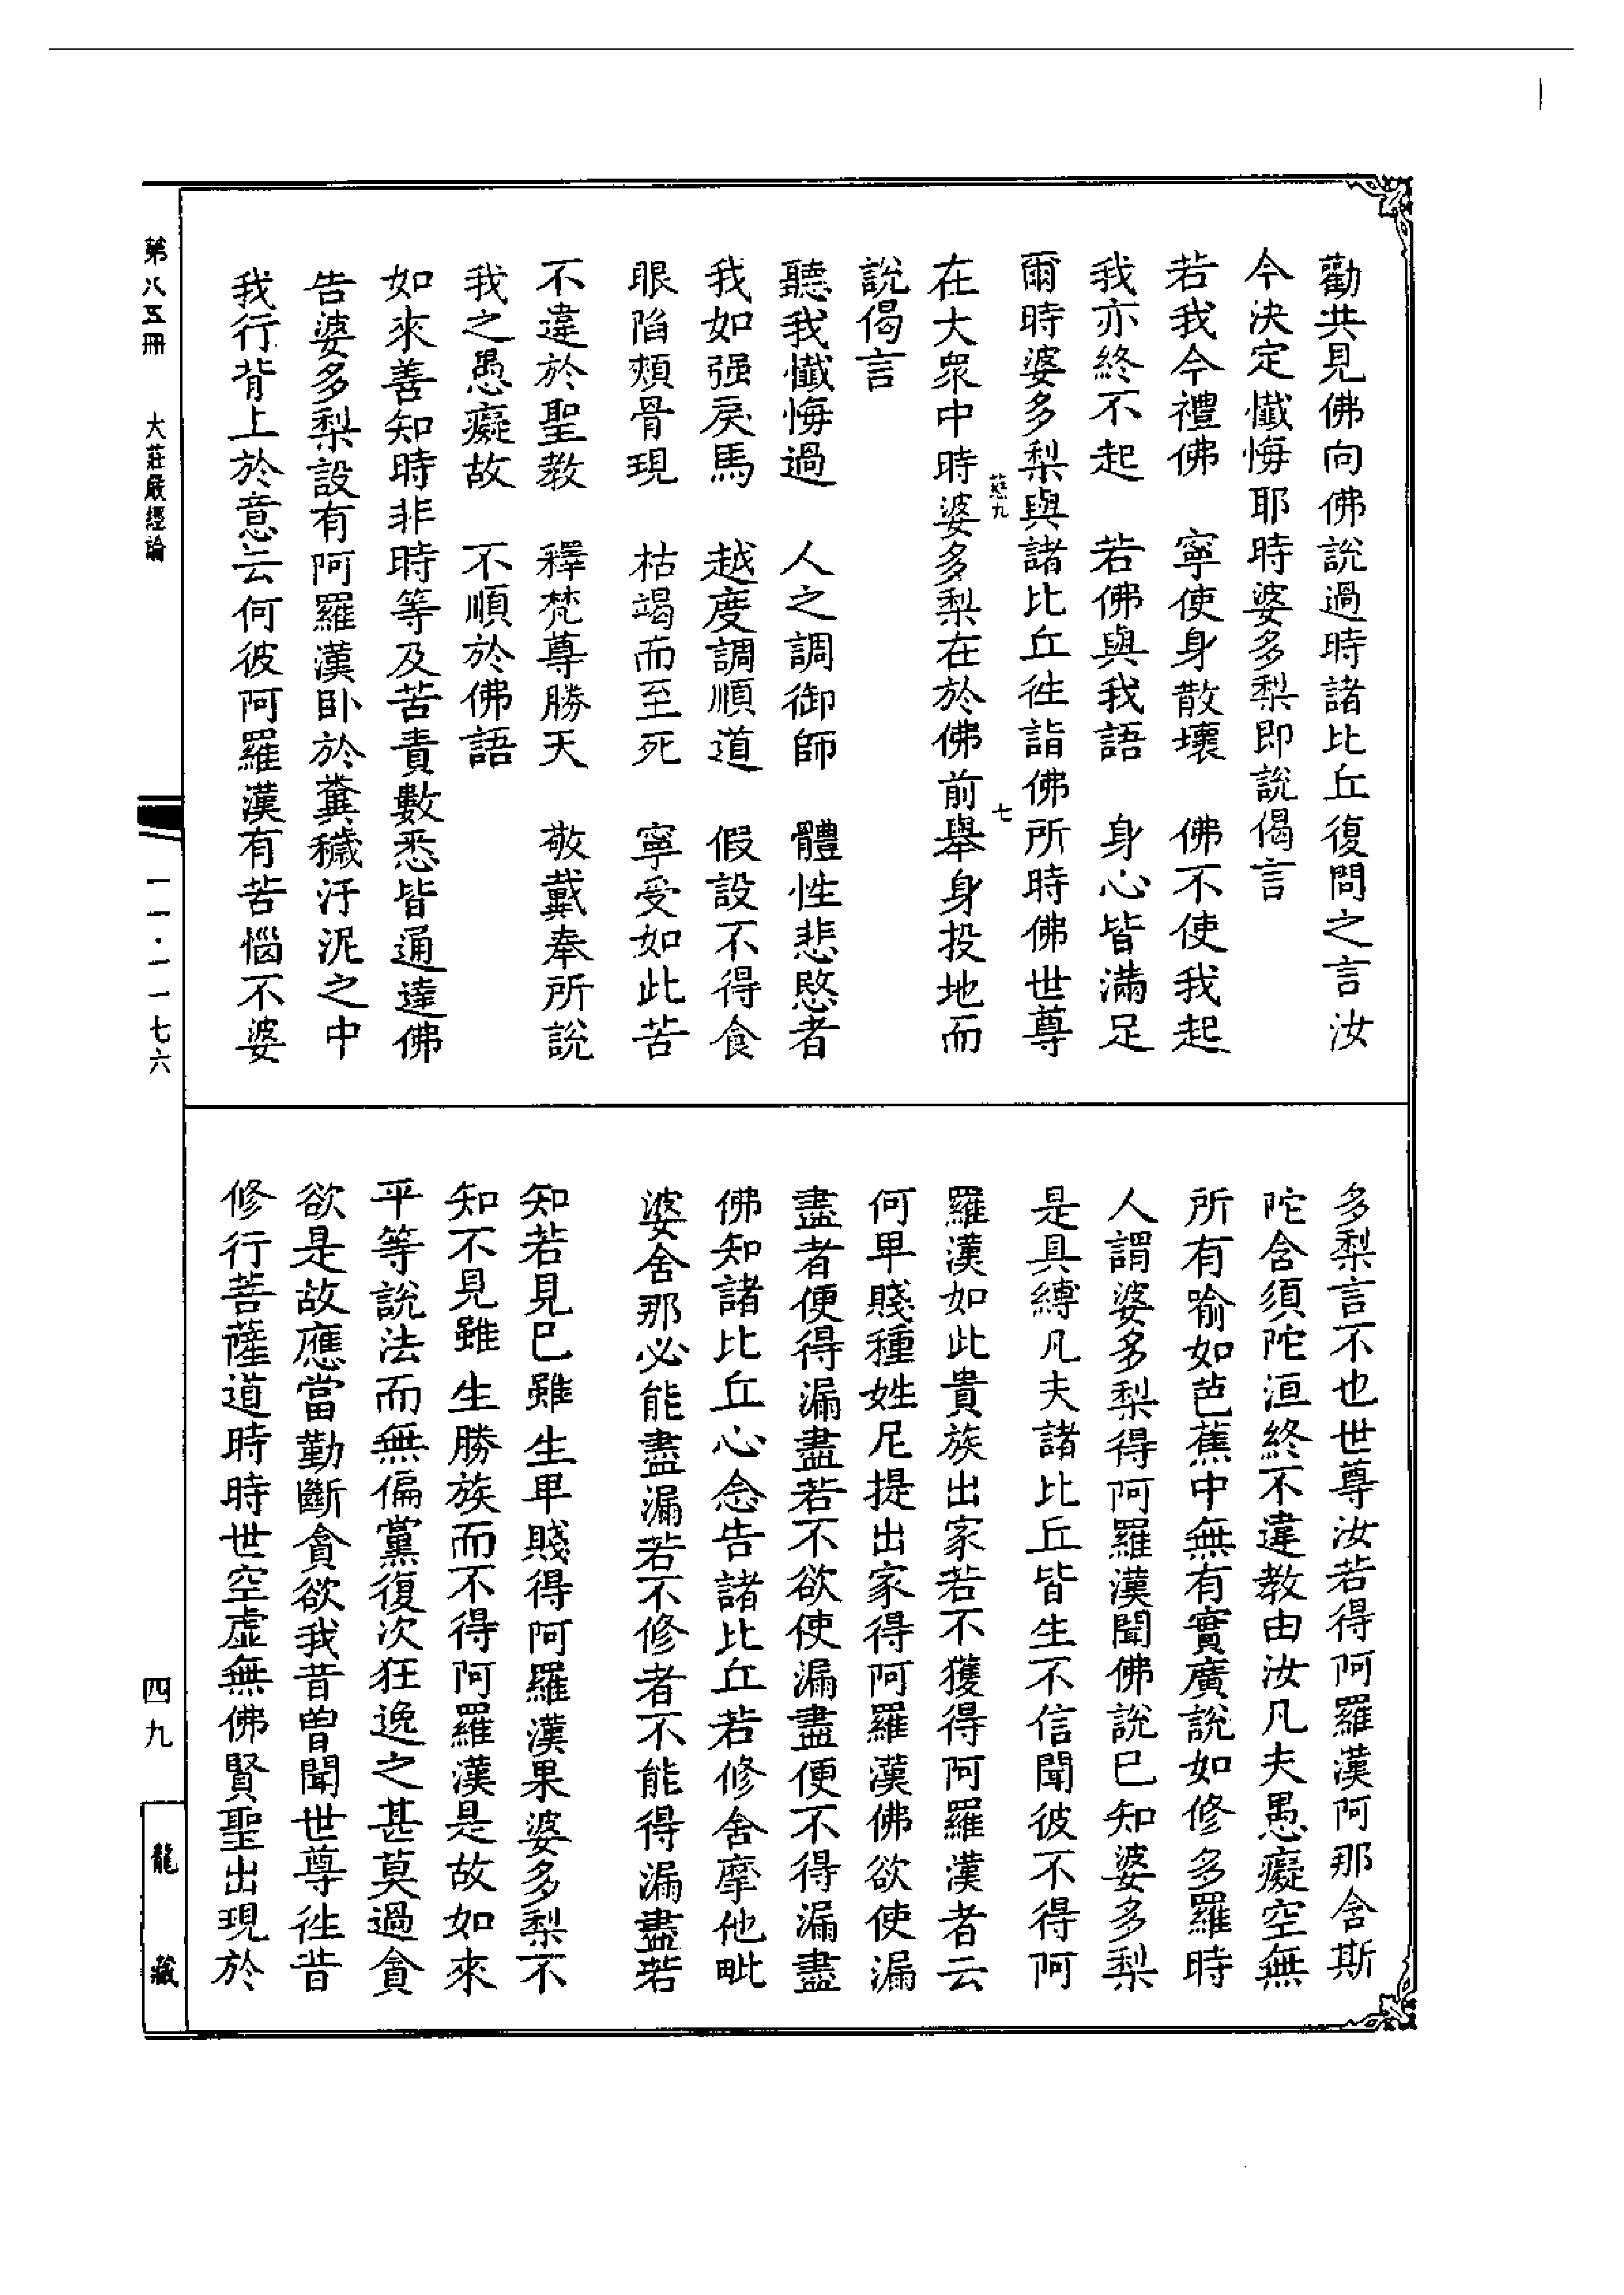 勸共見佛向佛說過時諸比丘復問之言汝
今決定懺悔耶時婆多梨即說偈言
若我今禮佛　寧使身散壞　佛不使我起
我亦終不起　若佛與我語　身心皆滿足
爾時婆多梨與諸比丘徃詣佛所時佛世尊
慈九　七
在大衆中時婆多梨在於佛前舉身投地而
說偈言
聽我懺悔過　人之調御師　體性悲愍者
我如强戾馬　越度調順道　假設不得食
眼陷頰骨現　枯竭而至死　寧受如此苦
不違於聖教　釋梵尊勝天　敬戴奉所說
我之愚癡故　不順於佛語
如來善知時非時等及苦責數悉皆通達佛
告婆多梨設有阿羅漢卧於糞穢汙泥之中
我行背上於意云何彼阿羅漢有苦惱不婆
多梨言不也世尊汝若得阿羅漢阿那含斯
陀含須陀洹終不違教由汝凡夫愚癡空無
所有喻如芭蕉中無有實廣說如修多羅時
人謂婆多梨得阿羅漢聞佛說巳知婆多梨
是具縛凡夫諸比丘皆生不信聞彼不得阿
羅漢如此貴族出家若不獲得阿羅漢者云
何卑賤種姓尼提出家得阿羅漢佛欲使漏
盡者便得漏盡若不欲使漏盡便不得漏盡
佛知諸比丘心念告諸比丘若修舍摩他毗
婆舍那必能盡漏若不修者不能得漏盡若
知若見巳雖生卑賤得阿羅漢果婆多梨不
知不見雖生勝族而不得阿羅漢是故如來
平等說法而無偏黨復次狂逸之甚莫過貪
欲是故應當勤斷貪欲我昔曾聞世尊徃昔
修行菩薩道時時世空虛無佛賢聖出現於
第八五冊　大莊嚴經論
一一·一一七六
四九
龍藏